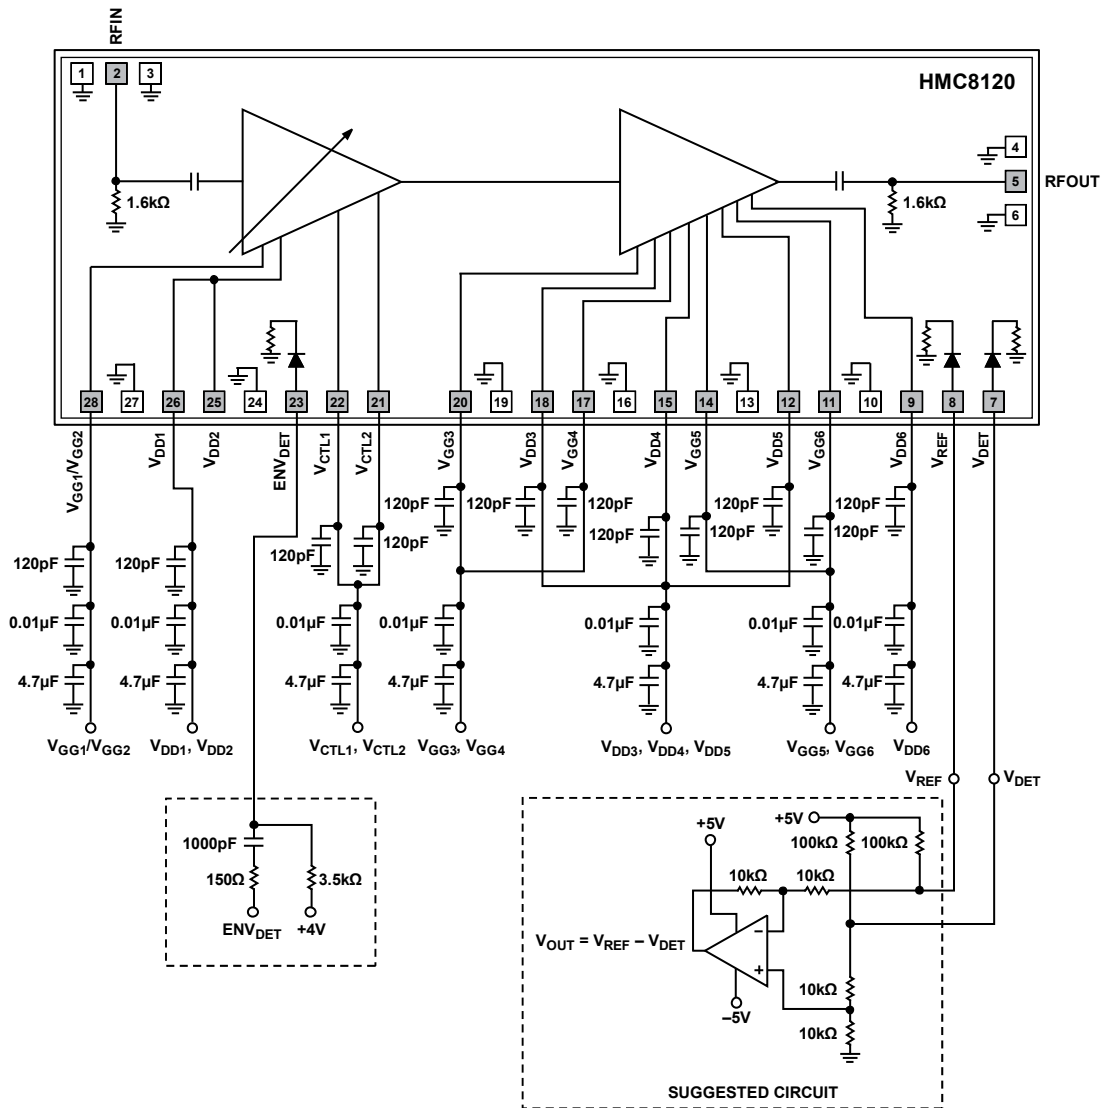 RFIN
1 2 3
HMC8120
4
5 RFOUT
6
1.6kΩ
1.6kΩ
28 27 26 25 24 23 22 21 20 19 18 17 16 15 14 13 12 11 10 9 8 7
VGG1/VGG2
VDD1
VDD2
ENVDET
VCTL1
VCTL2
VGG3
VDD3
VGG4
VDD4
VGG5
VDD5
VGG6
VDD6
VREF
VDET
120pF 120pF 120pF 120pF 120pF
120pF 120pF 120pF 120pF 120pF
120pF 120pF
120pF 120pF
0.01µF 0.01µF 0.01µF 0.01µF 0.01µF 0.01µF 0.01µF
4.7µF 4.7µF 4.7µF 4.7µF 4.7µF 4.7µF 4.7µF
VGG1/VGG2 VDD1, VDD2 VCTL1, VCTL2 VGG3, VGG4 VDD3, VDD4, VDD5 VGG5, VGG6 VDD6
VREF VDET
1000pF
150Ω 3.5kΩ
ENVDET +4V
+5V +5V
100kΩ 100kΩ
10kΩ 10kΩ
VOUT = VREF – VDET
–
+
–5V
10kΩ
10kΩ
SUGGESTED CIRCUIT